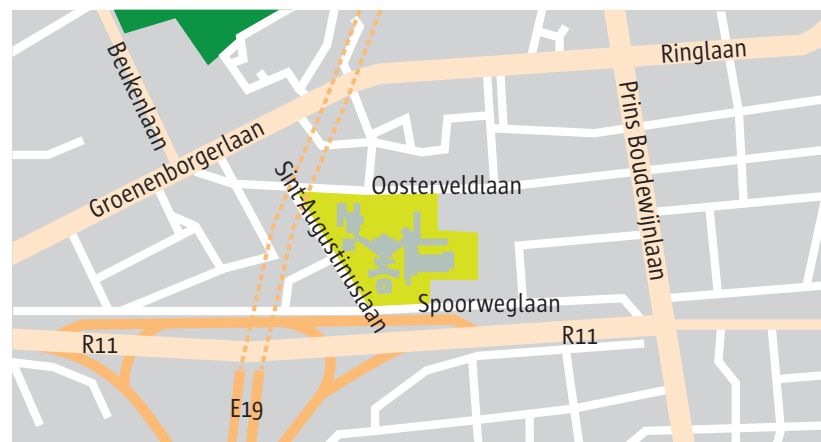 Ringlaan
Beukenlaan
Prins Boudewijnlaan
Groenenborgerlaan
Sint-Augustinuslaan
Oosterveldlaan
Spoorweglaan
R11
R11
E19